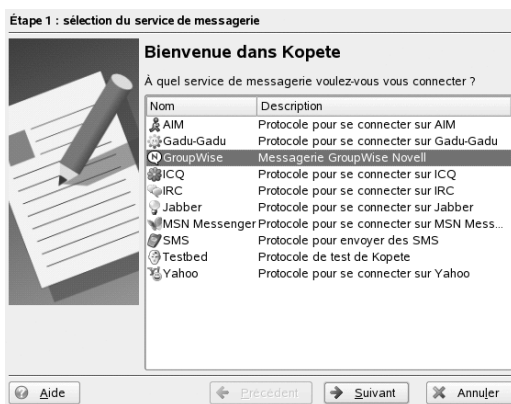 Étape 1 : sélection du service de messagerie
Bienvenue dans Kopete
À quel service de messagerie voulez-vous vous connecter ?
Nom Description
AIM Protocole pour se connecter sur AIM
Gadu-Gadu Protocole pour se connecter sur Gadu-Gadu
GroupWise Messagerie GroupWise Novell
ICQ Protocole pour se connecter sur ICQ
IRC Protocole pour se connecter sur IRC
Jabber Protocole pour se connecter sur Jabber
MSN Messenger Protocole pour se connecter sur MSN Mess...
SMS Protocole pour envoyer des SMS
Testbed Protocole de test de Kopete
Yahoo Protocole pour se connecter sur Yahoo
Aide Précédent Suivant Annuler